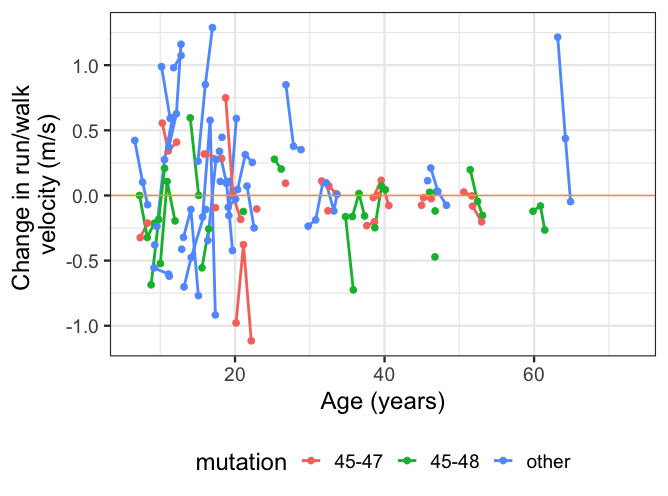 Change in run/walk
velocity (m/s)
1.0
0.5
0.0
-0.5
-1.0
20 40 60
Age (years)
mutation 45-47 45-48 other